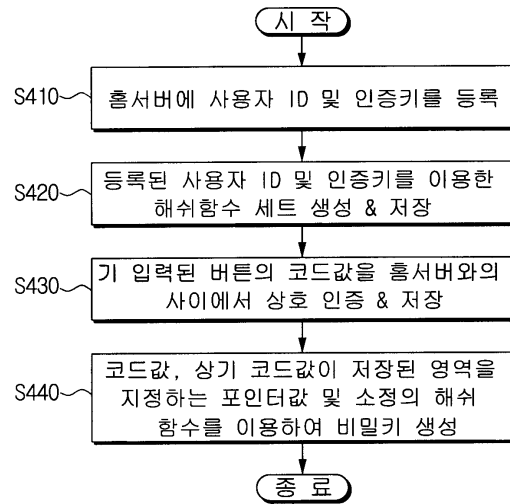 시 작
S410
홈서버에 사용자 ID 및 인증키를 등록
S420
등록된 사용자 ID 및 인증키를 이용한
해쉬함수 세트 생성 & 저장
S430
기 입력된 버튼의 코드값을 홈서버와의
사이에서 상호 인증 & 저장
S440
코드값, 상기 코드값이 저장된 영역을
지정하는 포인터값 및 소정의 해쉬
함수를 이용하여 비밀키 생성
종 료